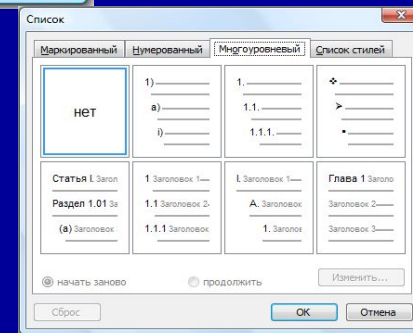 Список
Маркированный Нумерованный Многоуровневый Список стилей
нет
1)
a)
i)
1.
1.1.
1.1.1.
Статья I. Загол
Раздел 1.01 За
(a) Заголовок
1 Заголовок 1
1.1 Заголовок 2
1.1.1 Заголовок
I. Заголовок 1
A. Заголовок
1. Заголов
Глава 1 Заголо
Заголовок 2
Заголовок 3
начать заново продолжить Изменить...
Сброс ОК Отмена